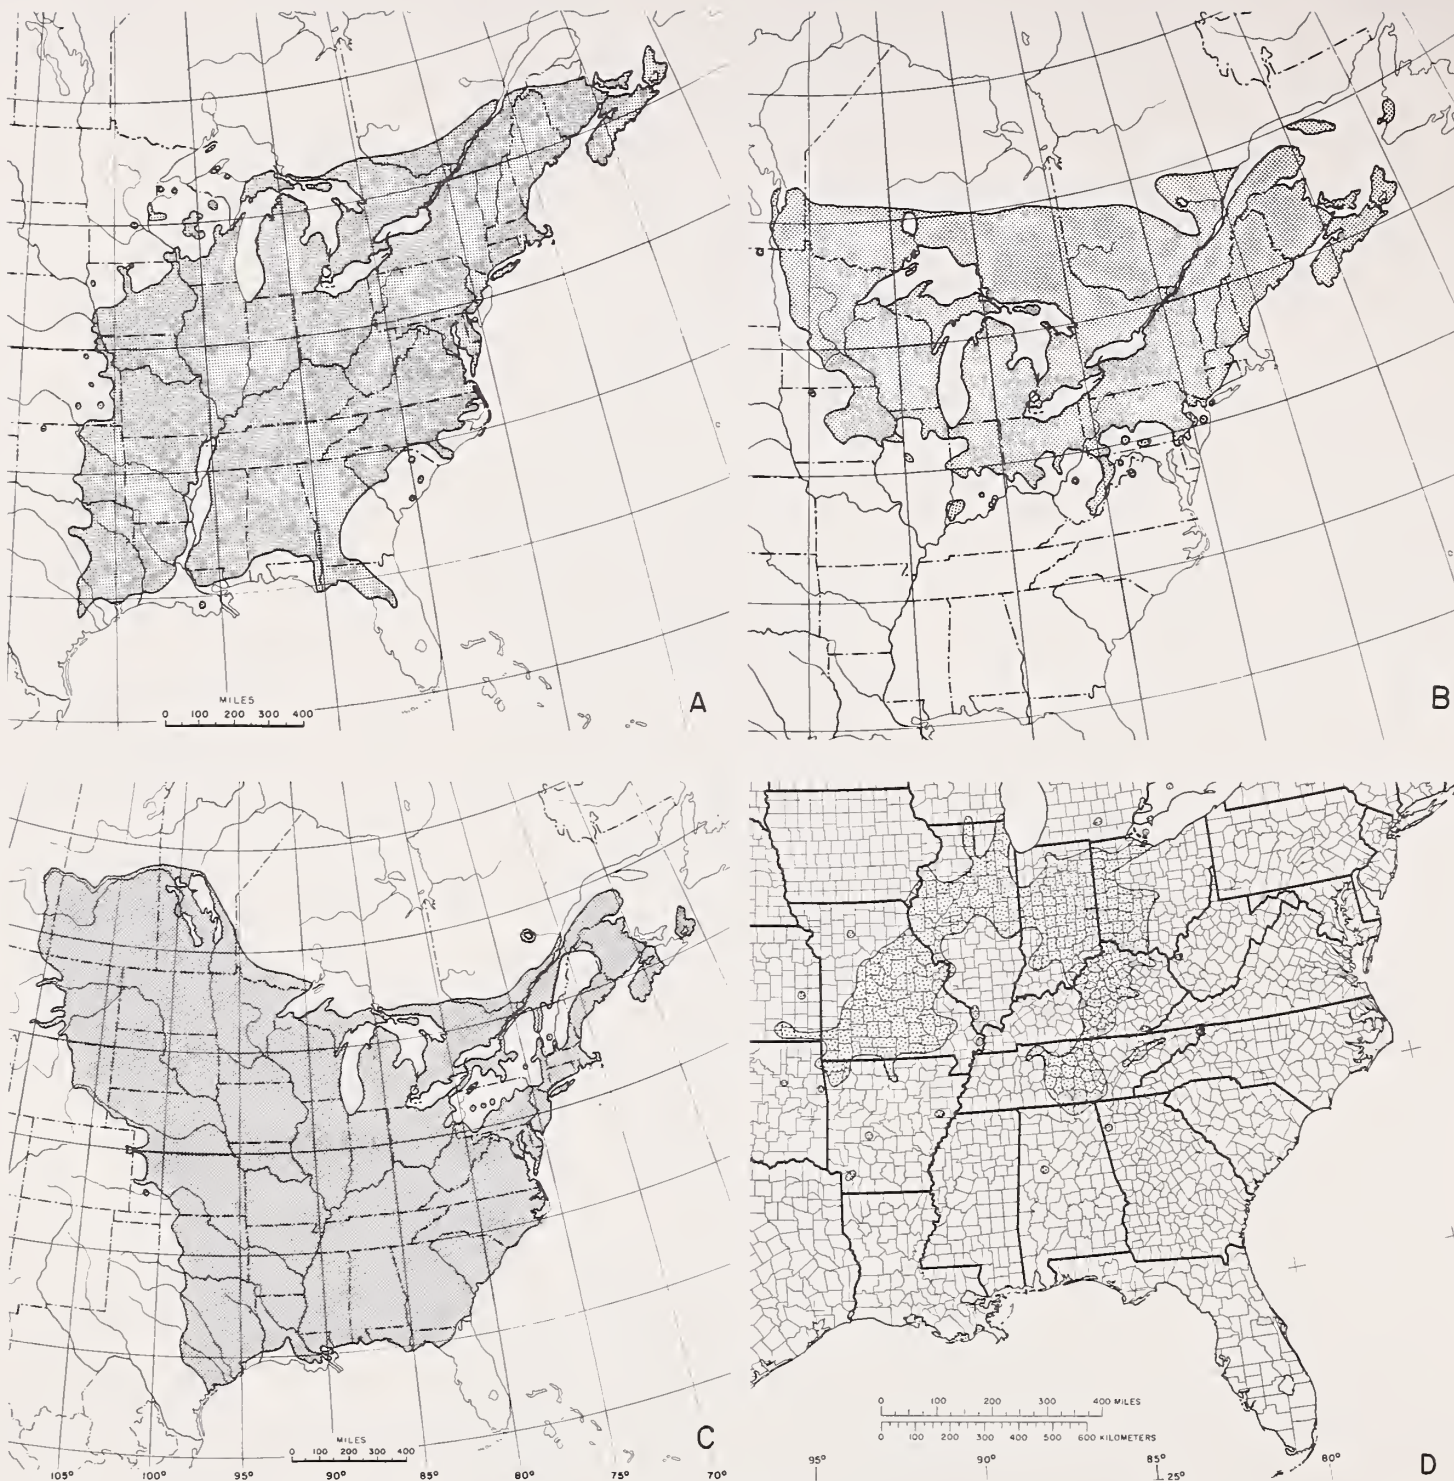 MILES
0 100 200 300 400
A
B
MILES
0 100 200 300 400
C
105° 100° 95° 90° 85° 80° 75° 70°
0 100 200 300 400 MILES
0 100 200 300 400 500 600 KILOMETERS
95° 90° 85° 80°
25°
D